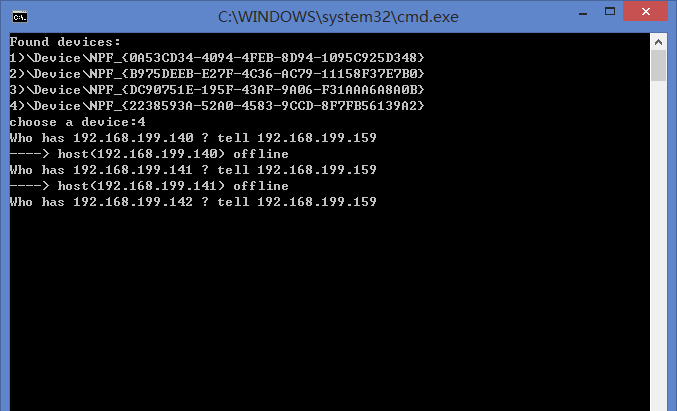 C:\WINDOWS\system32\cmd.exe
Found devices:
1)\Device\NPF_{0A53CD34-4094-4FEB-8D94-1095C925D348}
2)\Device\NPF_{B975DEEB-E27F-4C36-AC79-11158F37E7B0}
3)\Device\NPF_{DC90751E-195F-43AF-9A06-F31AAA6A8A0B}
4)\Device\NPF_{2238593A-52A0-4583-9CCD-8F7FB56139A2}
choose a device:4
Who has 192.168.199.140 ? tell 192.168.199.159
----> host(192.168.199.140) offline
Who has 192.168.199.141 ? tell 192.168.199.159
----> host(192.168.199.141) offline
Who has 192.168.199.142 ? tell 192.168.199.159